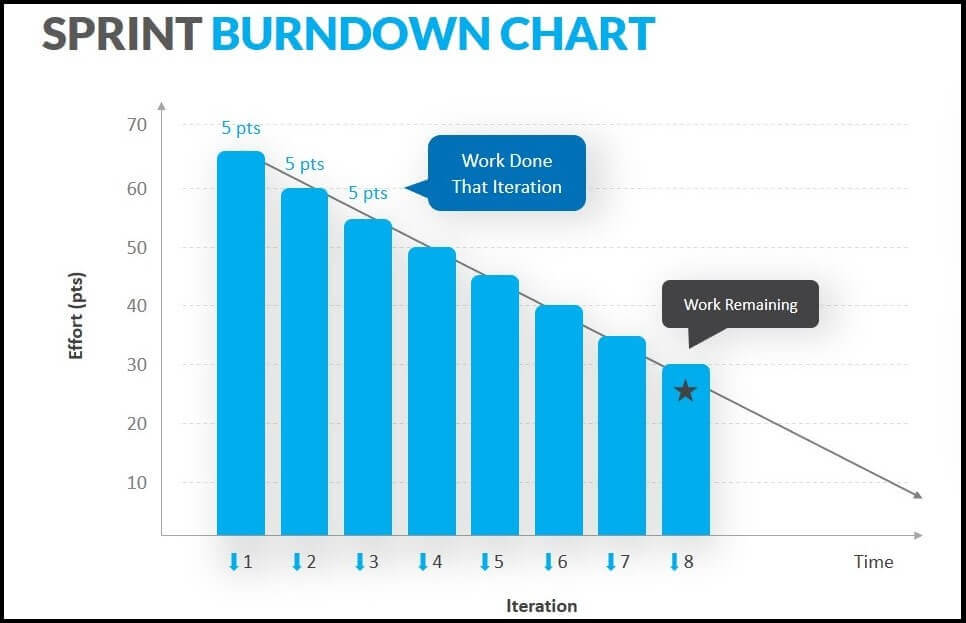 SPRINT BURNDOWN CHART
70
60
50
40
30
20
10
Effort (pts)
5 pts
5 pts
5 pts
Work Done
That Iteration
Work Remaining
1 2 3 4 5 6 7 8 Time
Iteration